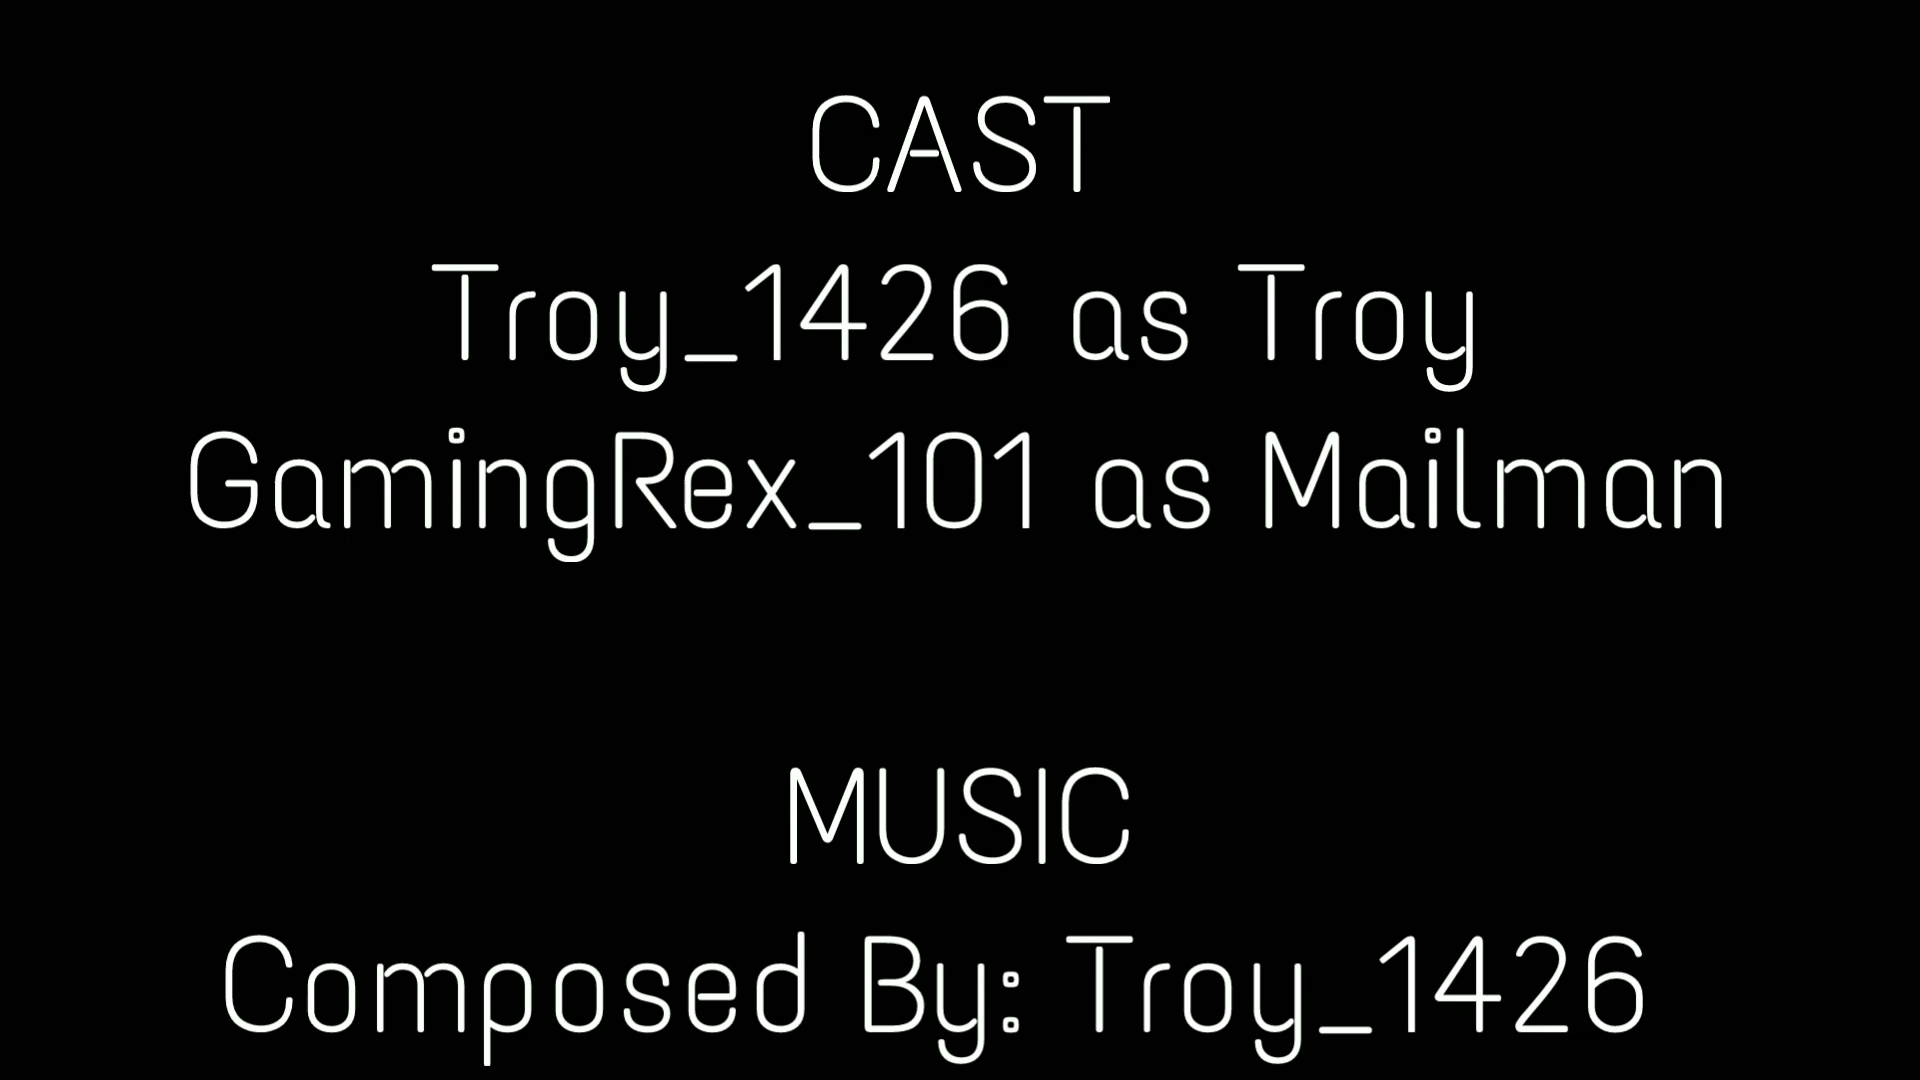 CAST
Troy_1426 as Troy
GamingRex_101 as Mailman
MUSIC
Composed By: Troy_1426